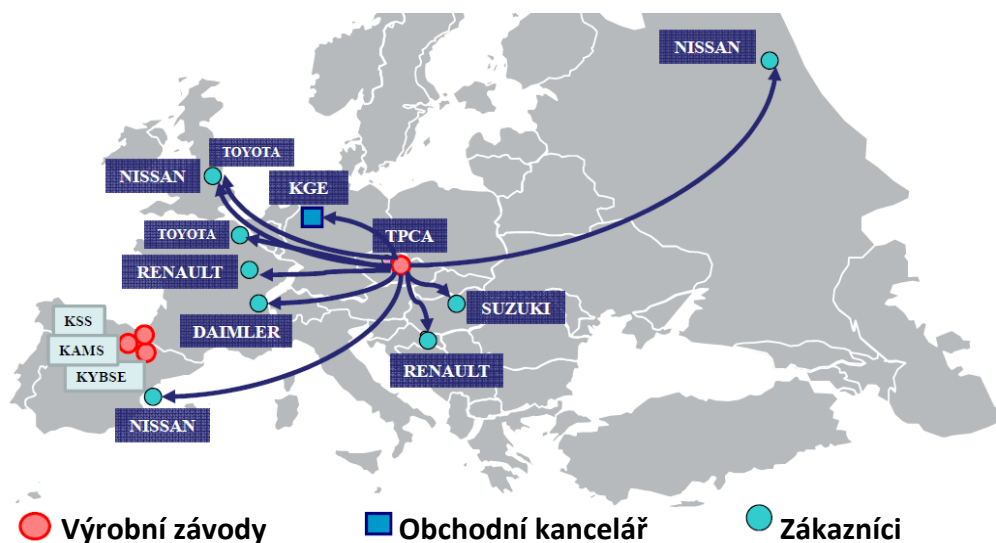 NISSAN
TOYOTA
NISSAN
KGE
TPCA
TOYOTA
RENAULT
SUZUKI
DAIMLER
KSS
KAMS
KYBSE
RENAULT
NISSAN
Výrobní závody
Obchodní kancelář
Zákazníci